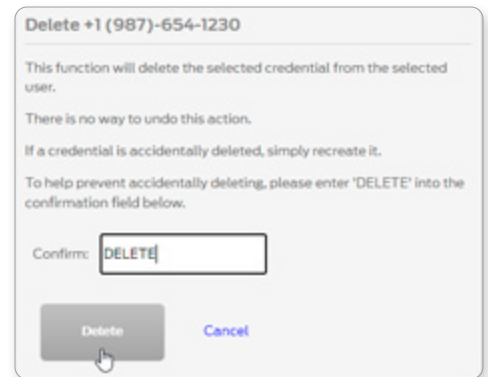 Delete +1 (987)-654-1230
This function will delete the selected credential from the selected
user.
There is no way to undo this action.
If a credential is accidentally deleted, simply recreate it.
To help prevent accidentally deleting, please enter 'DELETE' into the
confirmation field below.
Confirm: DELETE
Delete Cancel